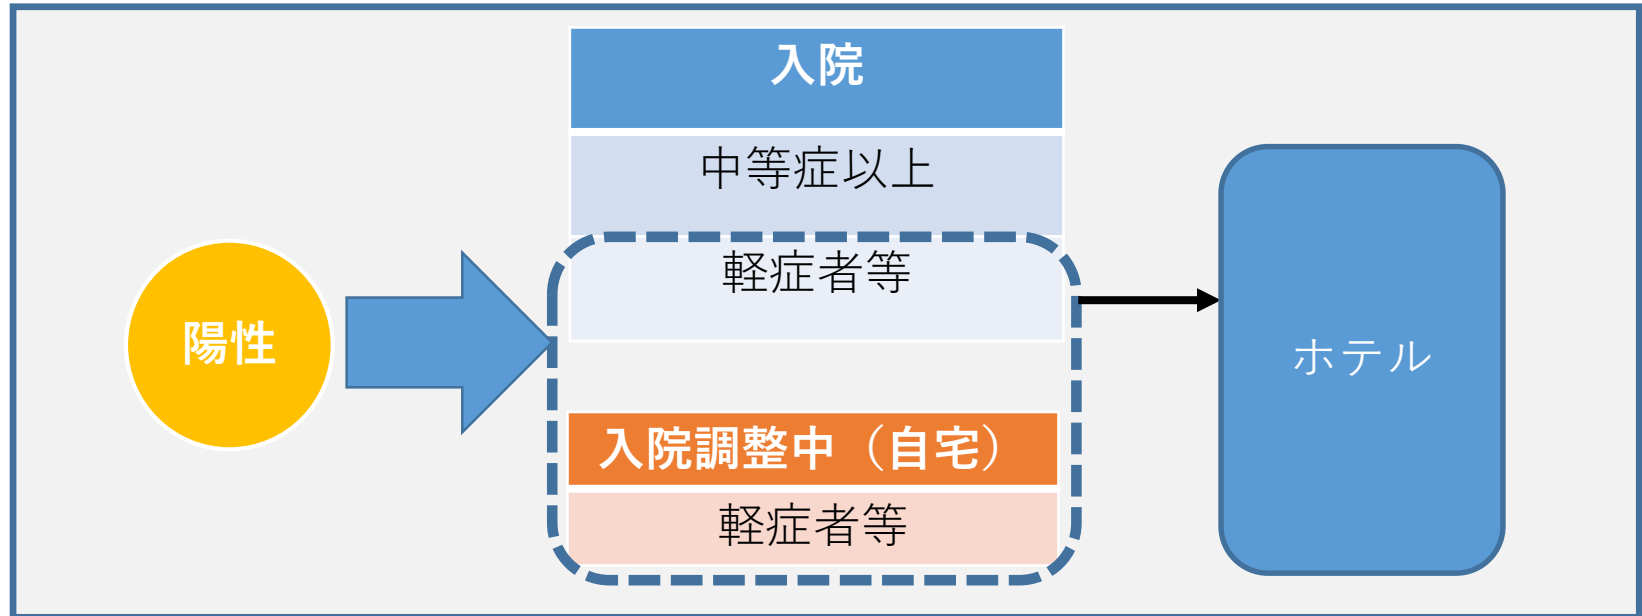 入院
中等症以上
軽症者等
陽性
ホテル
入院調整中（自宅）
軽症者等